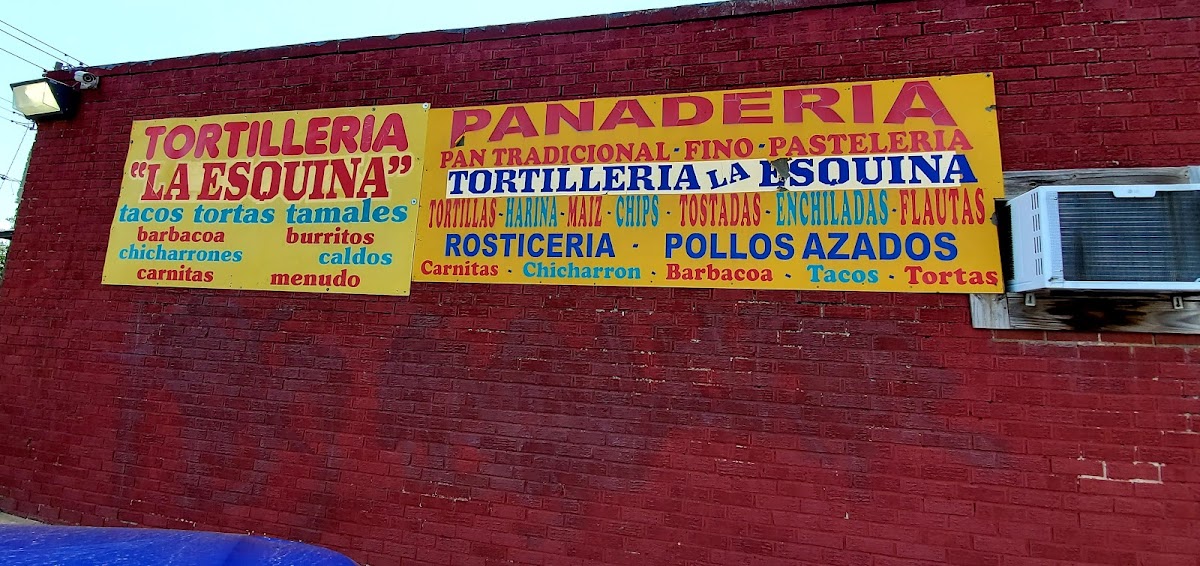 TORTILLERIA
"LA ESQUINA"
tacos tortas tamales
barbacoa burritos
chicharrones caldos
carnitas menudo
PANADERIA
PAN TRADICIONAL - FINO - PASTELERIA
TORTILLERIA LA ESQUINA
TORTILLAS - HARINA - MAIZ - CHIPS - TOSTADAS - ENCHILADAS - FLAUTAS
ROSTICERIA - POLLOS AZADOS
Carnitas - Chicharron - Barbacoa - Tacos - Tortas
LG